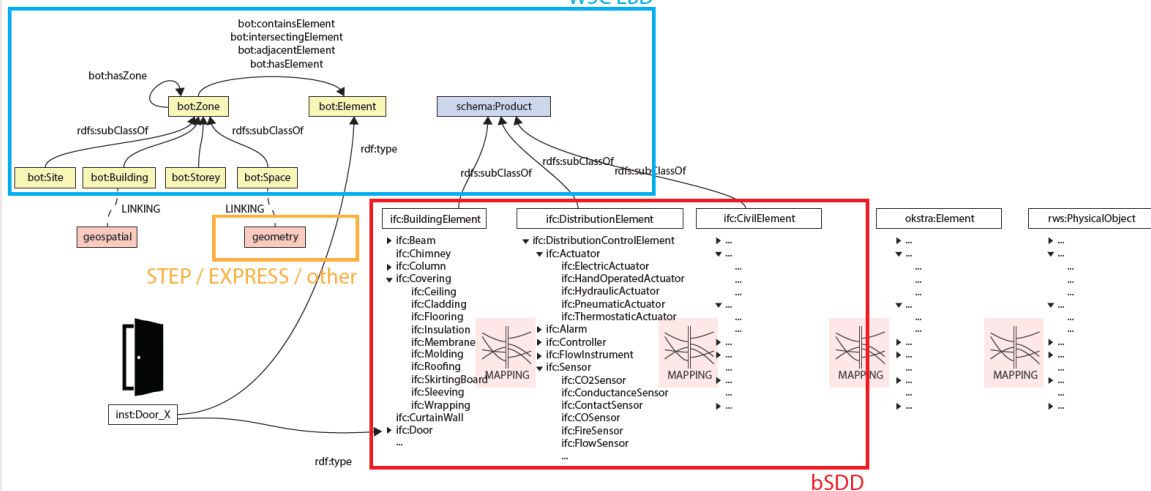 W3C LBD
bot:containsElement
bot:intersectingElement
bot:adjacentElement
bot:hasElement
bot:hasZone
bot:Zone
bot:Element
schema:Product
rdfs:subClassOf
rdfs:subClassOf
rdf:type
rdfs:subClassOf
rdfs:subClassOf
rdfs:subClassOf
bot:Site
bot:Building
bot:Storey
bot:Space
LINKING
LINKING
geospatial
geometry
STEP / EXPRESS / other
ifc:BuildingElement
ifc:Beam
ifc:Chimney
ifc:Column
ifc:Covering
ifc:Ceiling
ifc:Cladding
ifc:Flooring
ifc:Insulation
ifc:Membrane
ifc:Molding
ifc:Roofing
ifc:SkirtingBoard
ifc:Sleeving
ifc:Wrapping
ifc:CurtainWall
ifc:Door
...
ifc:DistributionElement
ifc:DistributionControlElement
ifc:Actuator
ifc:ElectricActuator
ifc:HandOperatedActuator
ifc:HydraulicActuator
ifc:PneumaticActuator
ifc:ThermostaticActuator
ifc:Alarm
ifc:Controller
ifc:FlowInstrument
ifc:Sensor
ifc:CO2Sensor
ifc:ConductanceSensor
ifc:ContactSensor
ifc:COSensor
ifc:FireSensor
ifc:FlowSensor
...
ifc:CivilElement
...
...
...
...
...
...
...
...
...
...
...
...
okstra:Element
...
...
...
...
...
...
...
...
...
...
...
...
rws:PhysicalObject
...
...
...
...
...
...
...
...
...
...
...
...
MAPPING
MAPPING
MAPPING
MAPPING
inst:Door_X
rdf:type
bSDD